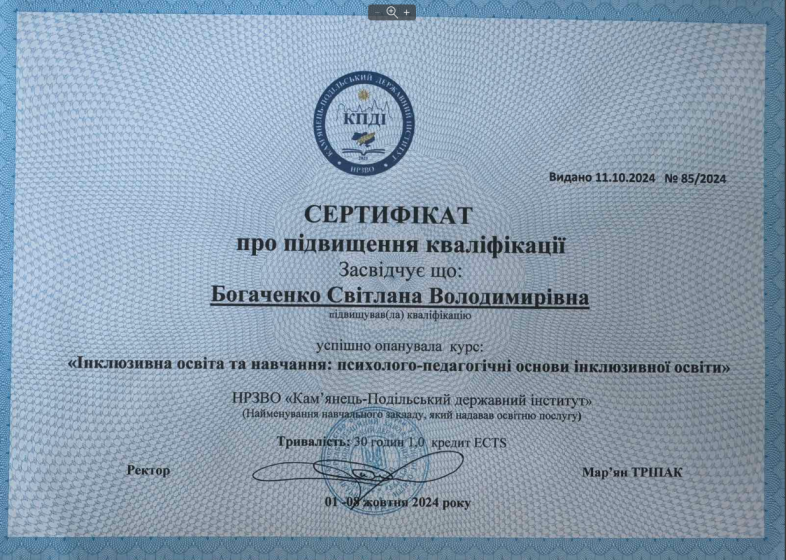 КАМ'ЯНЕЦЬ-ПОДІЛЬСЬКИЙ ДЕРЖАВНИЙ ІНСТИТУТ
КПДІ
НРЗВО
Видано 11.10.2024 № 85/2024
СЕРТИФІКАТ
про підвищення кваліфікації
Засвідчує що:
Богаченко Світлана Володимирівна
підвищував(ла) кваліфікацію
успішно опанувала курс:
«Інклюзивна освіта та навчання: психолого-педагогічні основи інклюзивної освіти»
НРЗВО «Кам'янець-Подільський державний інститут»
(Найменування навчального закладу, який надавав освітню послугу)
Тривалість: 30 годин 1,0 кредит ECTS
Ректор Мар'ян ТРІПАК
01 -08 жовтня 2024 року